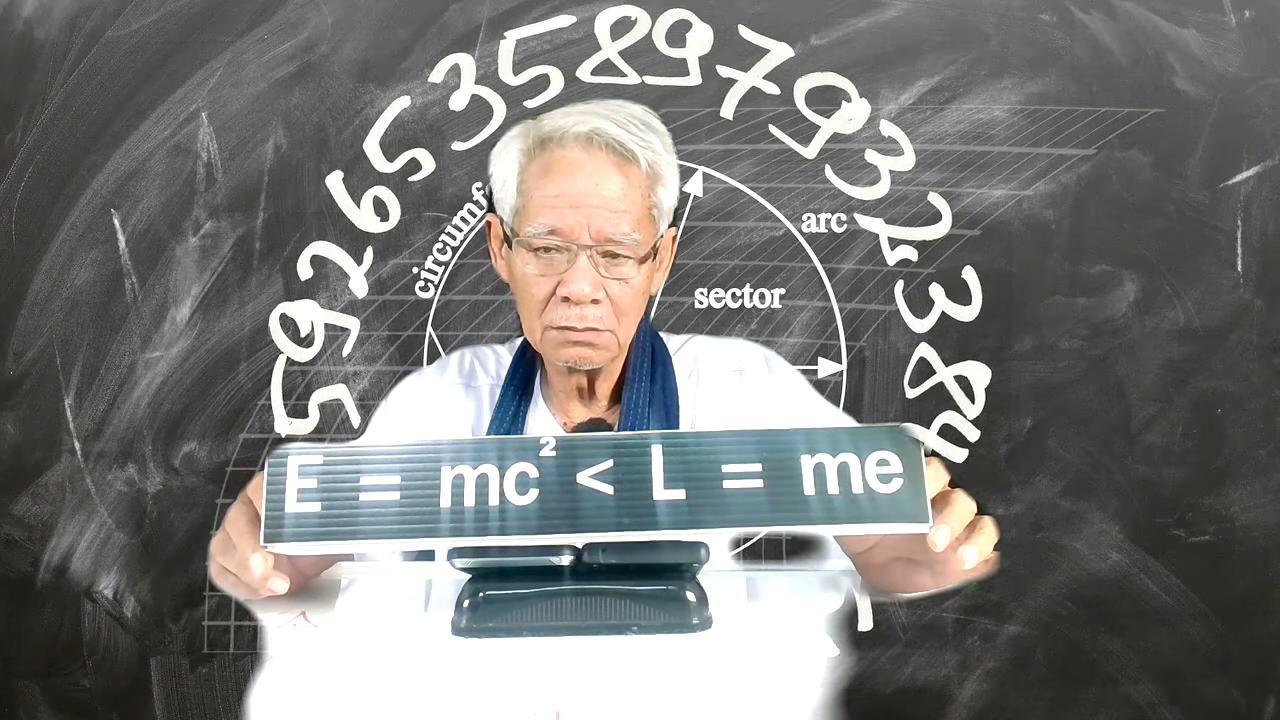 5926535897932384
circumf
arc
sector
E = mc² < L = me